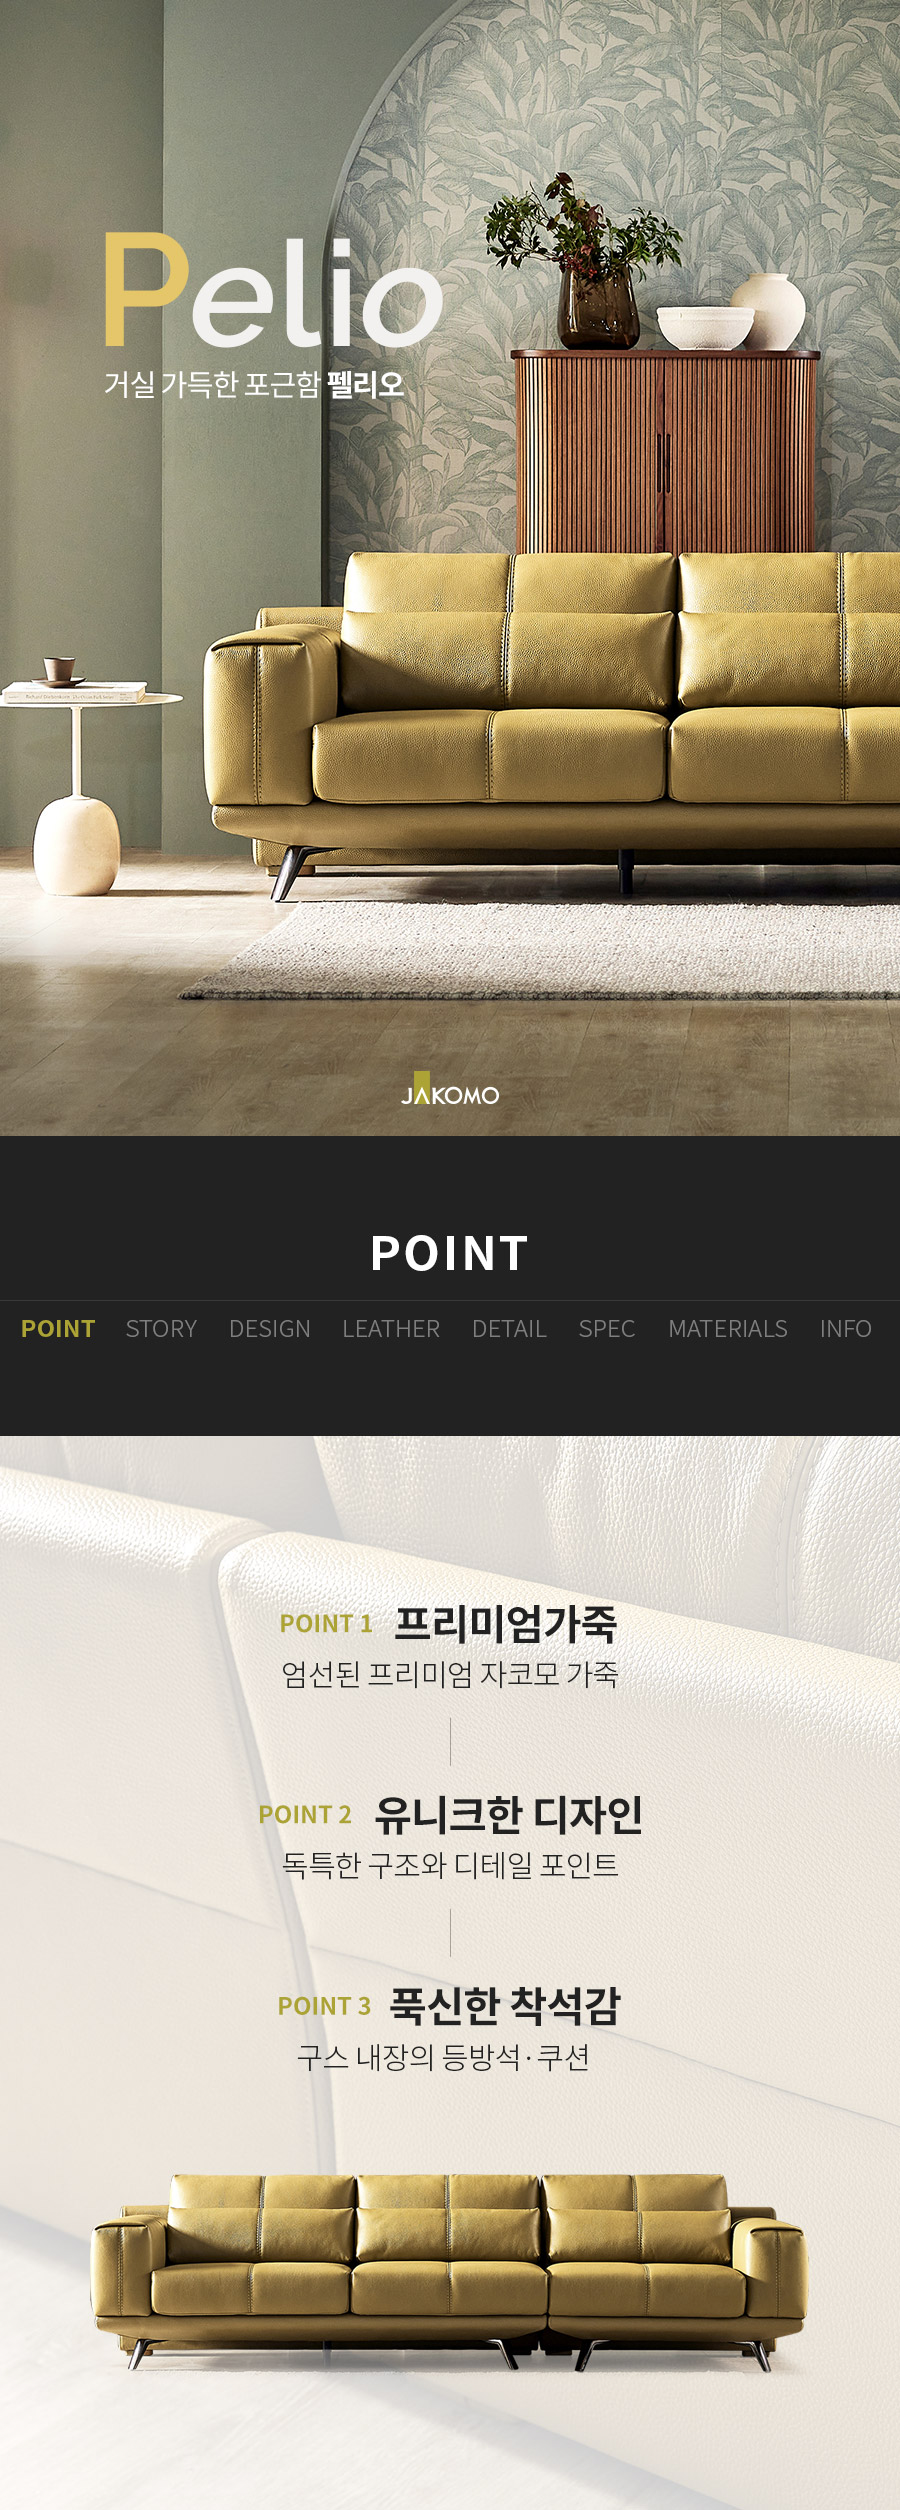 Pelio
거실 가득한 포근함 펠리오
JAKOMO
POINT
POINT STORY DESIGN LEATHER DETAIL SPEC MATERIALS INFO
POINT 1 프리미엄가죽
엄선된 프리미엄 자코모 가죽
POINT 2 유니크한 디자인
독특한 구조와 디테일 포인트
POINT 3 푹신한 착석감
구스 내장의 등방석·쿠션